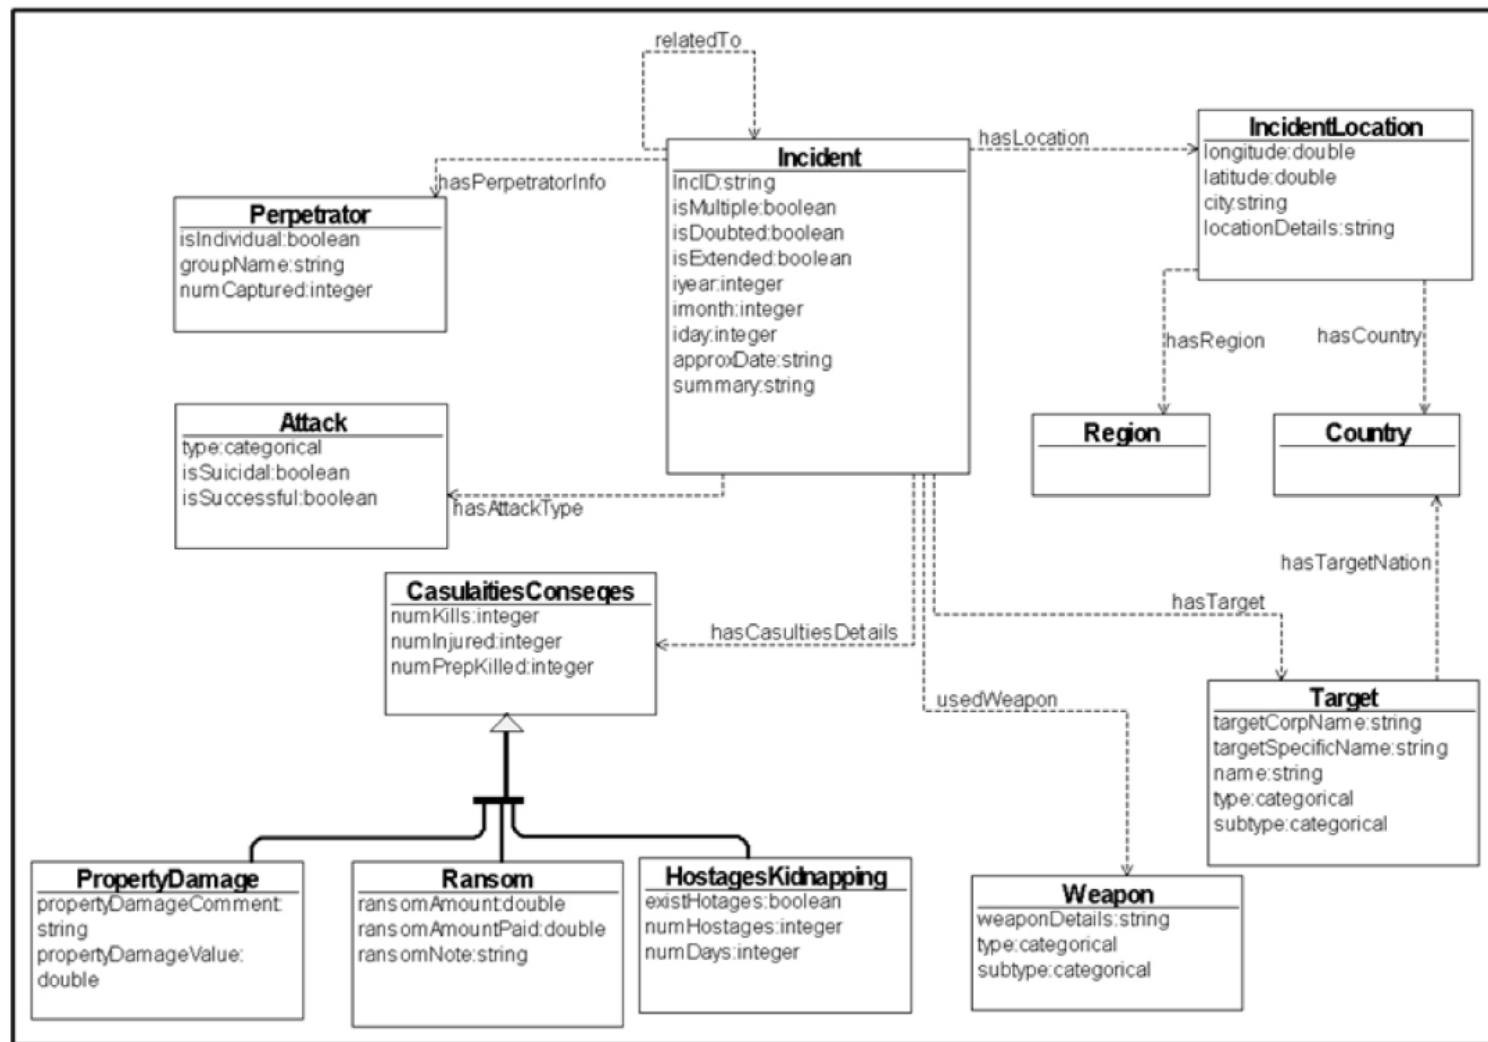 relatedTo
Incident
IncID:string
isMultiple:boolean
isDoubted:boolean
isExtended:boolean
iyear:integer
imonth:integer
iday:integer
approxDate:string
summary:string
hasLocation
IncidentLocation
longitude:double
latitude:double
city:string
locationDetails:string
hasPerpetratorInfo
Perpetrator
isIndividual:boolean
groupName:string
numCaptured:integer
hasRegion
hasCountry
Region
Country
Attack
type:categorical
isSuicidal:boolean
isSuccessful:boolean
hasAttackType
hasTargetNation
CasulaitiesConseqes
numKills:integer
numInjured:integer
numPrepKilled:integer
hasCasultiesDetails
hasTarget
usedWeapon
Target
targetCorpName:string
targetSpecificName:string
name:string
type:categorical
subtype:categorical
PropertyDamage
propertyDamageComment:
string
propertyDamageValue:
double
Ransom
ransomAmount:double
ransomAmountPaid:double
ransomNote:string
HostagesKidnapping
existHotages:boolean
numHostages:integer
numDays:integer
Weapon
weaponDetails:string
type:categorical
subtype:categorical